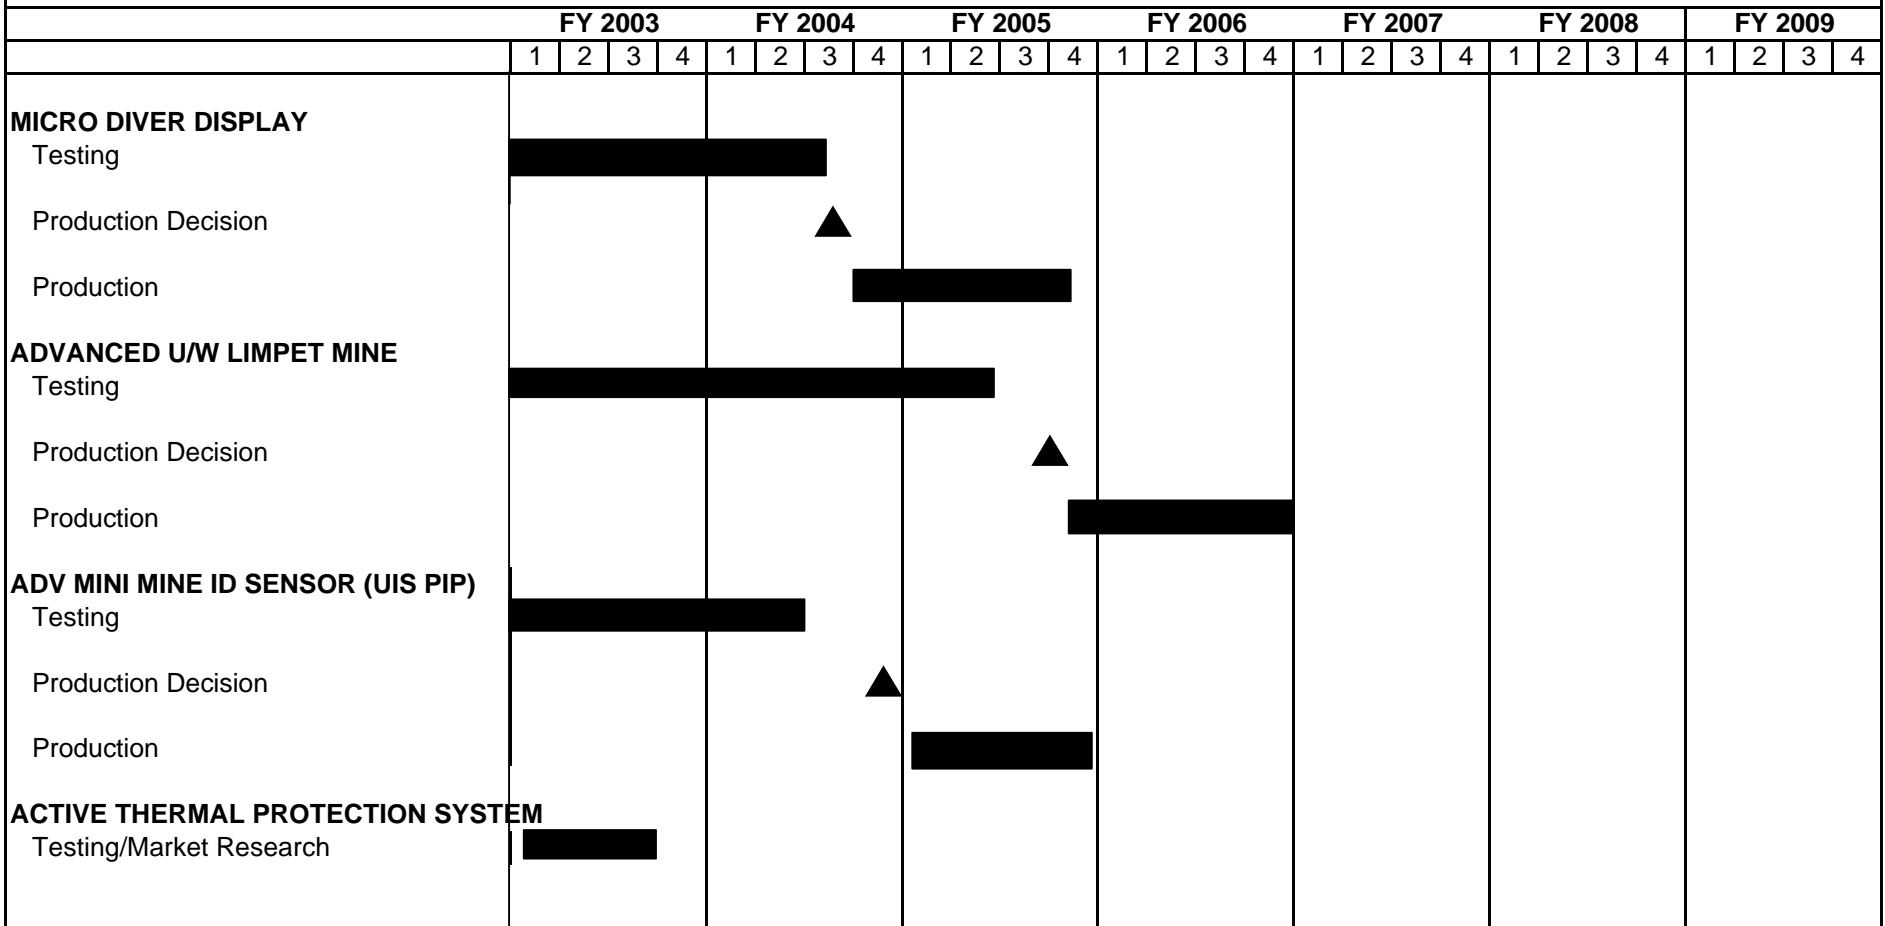 FY 2003 FY 2004 FY 2005 FY 2006 FY 2007 FY 2008 FY 2009
1 2 3 4 1 2 3 4 1 2 3 4 1 2 3 4 1 2 3 4 1 2 3 4 1 2 3 4
MICRO DIVER DISPLAY
Testing
Production Decision
Production
ADVANCED U/W LIMPET MINE
Testing
Production Decision
Production
ADV MINI MINE ID SENSOR (UIS PIP)
Testing
Production Decision
Production
ACTIVE THERMAL PROTECTION SYSTEM
Testing/Market Research